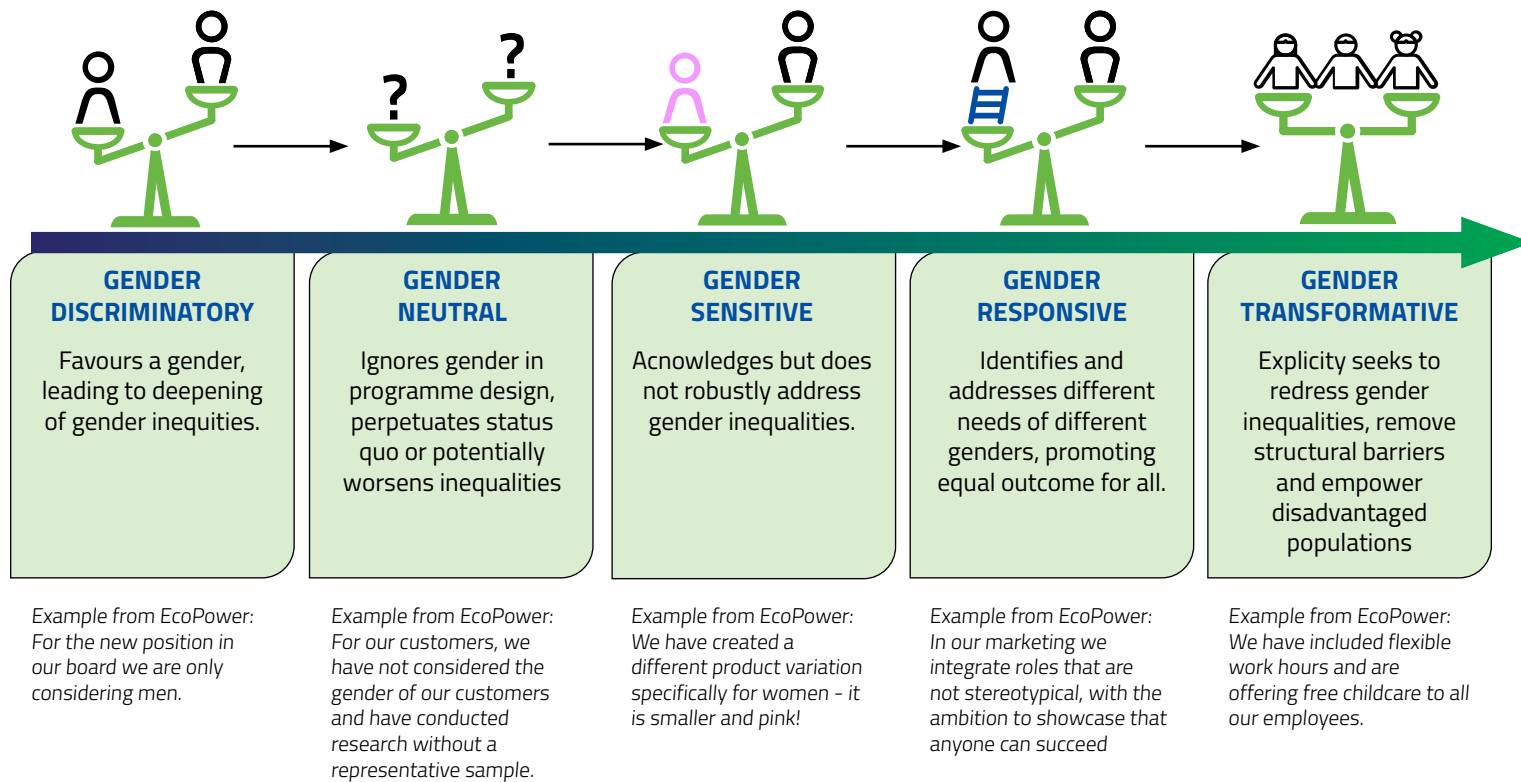 ?
?
GENDER
DISCRIMINATORY
Favours a gender,
leading to deepening
of gender inequities.
GENDER
NEUTRAL
Ignores gender in
programme design,
perpetuates status
quo or potentially
worsens inequalities
GENDER
SENSITIVE
Acnowledges but does
not robustly address
gender inequalities.
GENDER
RESPONSIVE
Identifies and
addresses different
needs of different
genders, promoting
equal outcome for all.
GENDER
TRANSFORMATIVE
Explicity seeks to
redress gender
inequalities, remove
structural barriers
and empower
disadvantaged
populations
Example from EcoPower:
For the new position in
our board we are only
considering men.
Example from EcoPower:
For our customers, we
have not considered the
gender of our customers
and have conducted
research without a
representative sample.
Example from EcoPower:
We have created a
different product variation
specifically for women - it
is smaller and pink!
Example from EcoPower:
In our marketing we
integrate roles that are
not stereotypical, with the
ambition to showcase that
anyone can succeed
Example from EcoPower:
We have included flexible
work hours and are
offering free childcare to all
our employees.